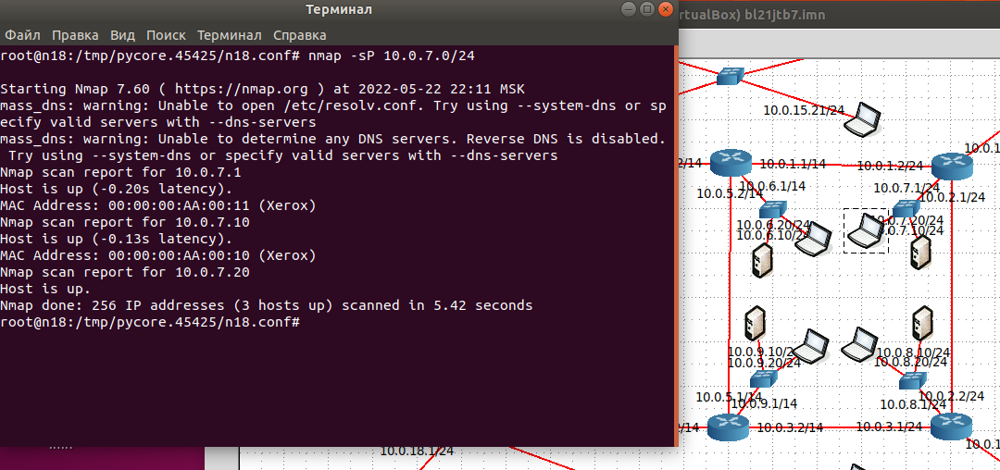 Терминал
rtualBox) bl21jtb7.imn
Файл Правка Вид Поиск Терминал Справка
root@n18:/tmp/pycore.45425/n18.conf# nmap -sP 10.0.7.0/24
Starting Nmap 7.60 ( https://nmap.org ) at 2022-05-22 22:11 MSK
mass_dns: warning: Unable to open /etc/resolv.conf. Try using --system-dns or sp
ecify valid servers with --dns-servers
mass_dns: warning: Unable to determine any DNS servers. Reverse DNS is disabled.
Try using --system-dns or specify valid servers with --dns-servers
Nmap scan report for 10.0.7.1
Host is up (-0.20s latency).
MAC Address: 00:00:00:AA:00:11 (Xerox)
Nmap scan report for 10.0.7.10
Host is up (-0.13s latency).
MAC Address: 00:00:00:AA:00:10 (Xerox)
Nmap scan report for 10.0.7.20
Host is up.
Nmap done: 256 IP addresses (3 hosts up) scanned in 5.42 seconds
root@n18:/tmp/pycore.45425/n18.conf#
10.0.15.21/24
10.0.1
2/14
10.0.1.1/14
10.0.1.2/24
10.0.6.1/14
10.0.7.1/24
10.0.5.2/14
10.0.2.1/24
10.0.6.20/24
10.0.7.20/24
10.0.6.10/24
10.0.7.10/24
10.0.9.10/2
10.0.8.10/24
10.0.9.20/24
10.0.8.20/24
10.0.5.1/14
10.0.2.2/24
10.0.9.1/14
10.0.8.1/24
1/14
10.0.3.2/14
10.0.3.1/24
10.0.1
10.0.18.1/24